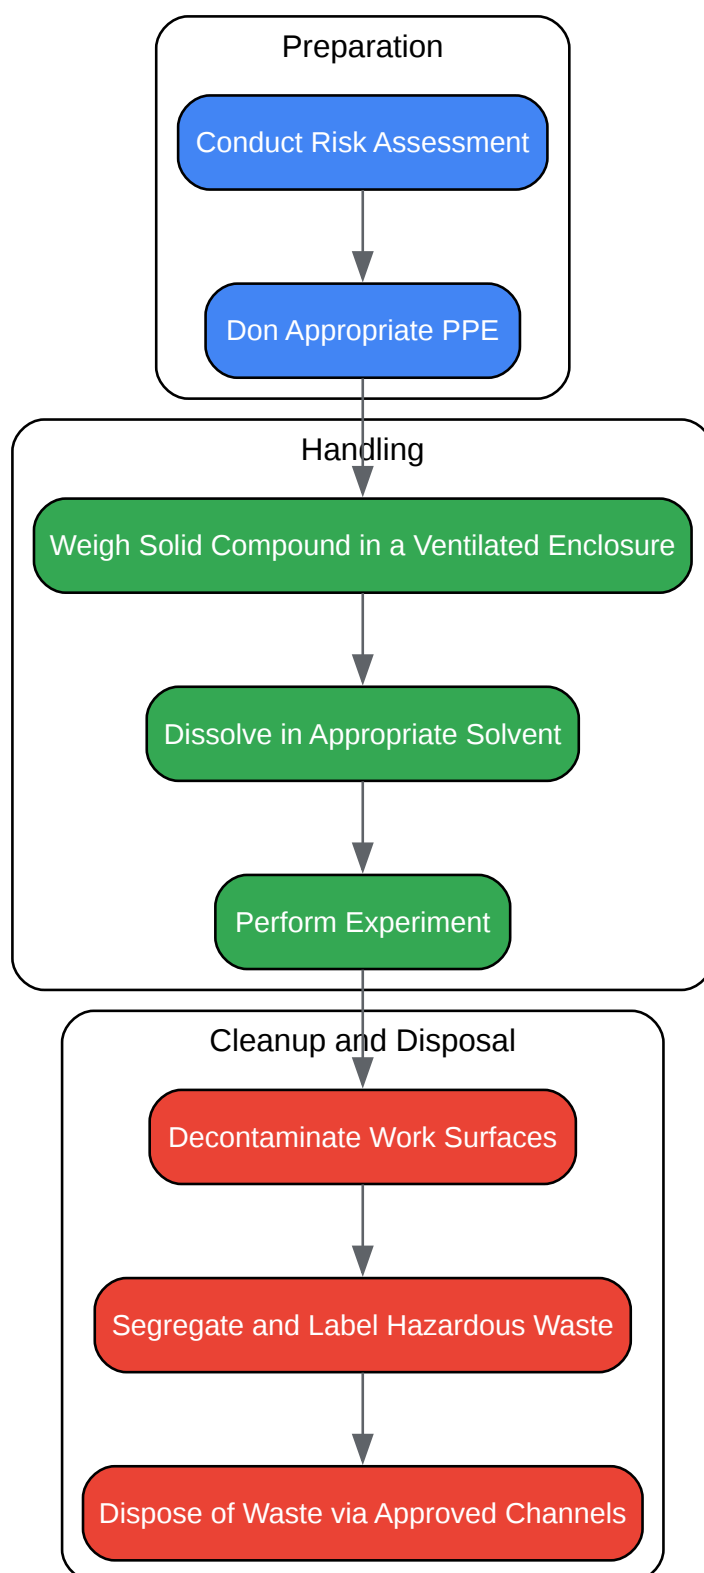 Preparation
Conduct Risk Assessment
Don Appropriate PPE
Handling
Weigh Solid Compound in a Ventilated Enclosure
Dissolve in Appropriate Solvent
Perform Experiment
Cleanup and Disposal
Decontaminate Work Surfaces
Segregate and Label Hazardous Waste
Dispose of Waste via Approved Channels